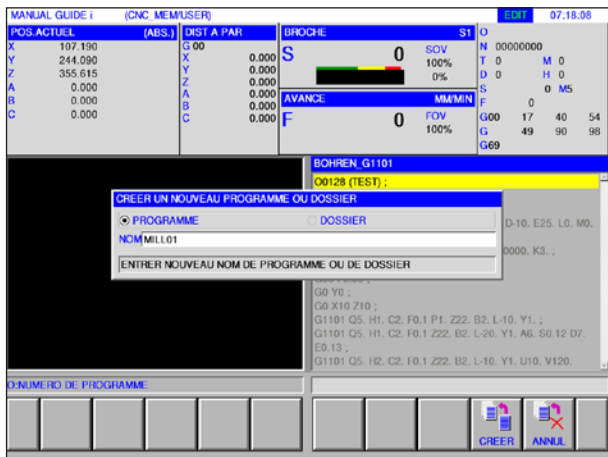 MANUAL GUIDE i (CNC_MEM/USER) EDIT 07:18:08
POS.ACTUEL (ABS.)
X 107.190
Y 244.090
Z 355.615
A 0.000
B 0.000
C 0.000
DIST A PAR
G 00
X 0.000
Y 0.000
Z 0.000
A 0.000
B 0.000
C 0.000
BROCHE S1
S 0 SOV
100%
0%
AVANCE MM/MIN
F 0 FOV
100%
O
N 00000000
T 0 M 0
D 0 H 0
S 0 M5
F 0
G00 17 40 54
G 49 90 98
G69
BOHREN_G1101
O0128 (TEST) ;
D-10. E25. L0. M0.
0000. K3. ;
G0 Y0 ;
G0 X10 Z10 ;
G1101 Q5. H1. C2. F0.1 P1. Z22. B2. L-10. Y1. ;
G1101 Q5. H1. C2. F0.1 Z22. B2. L-20. Y1. A6. S0.12 D7.
E0.13 ;
G1101 Q5. H2. C2. F0.1 Z22. B2. L-10. Y1. U10. V120.
CREER UN NOUVEAU PROGRAMME OU DOSSIER
PROGRAMME DOSSIER
NOM MILL01
ENTRER NOUVEAU NOM DE PROGRAMME OU DE DOSSIER
O:NUMERO DE PROGRAMME
CREER ANNUL